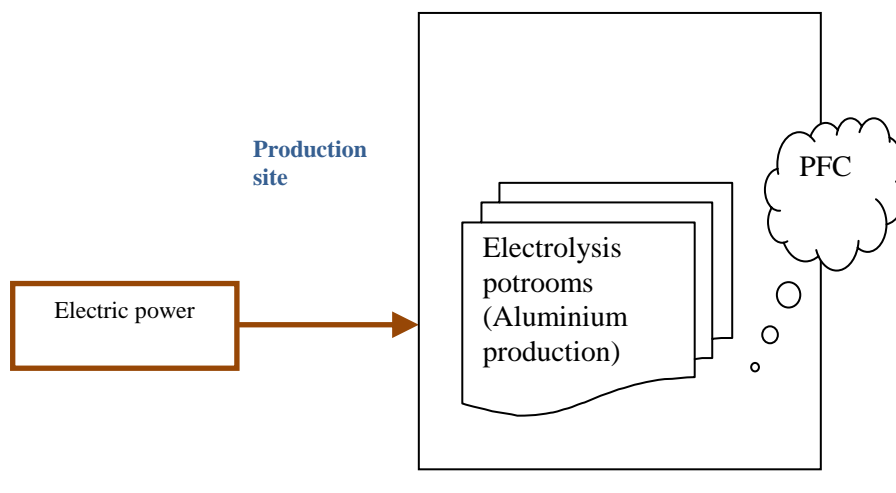 Production
site
PFC
Electrolysis
potrooms
(Aluminium
production)
Electric power